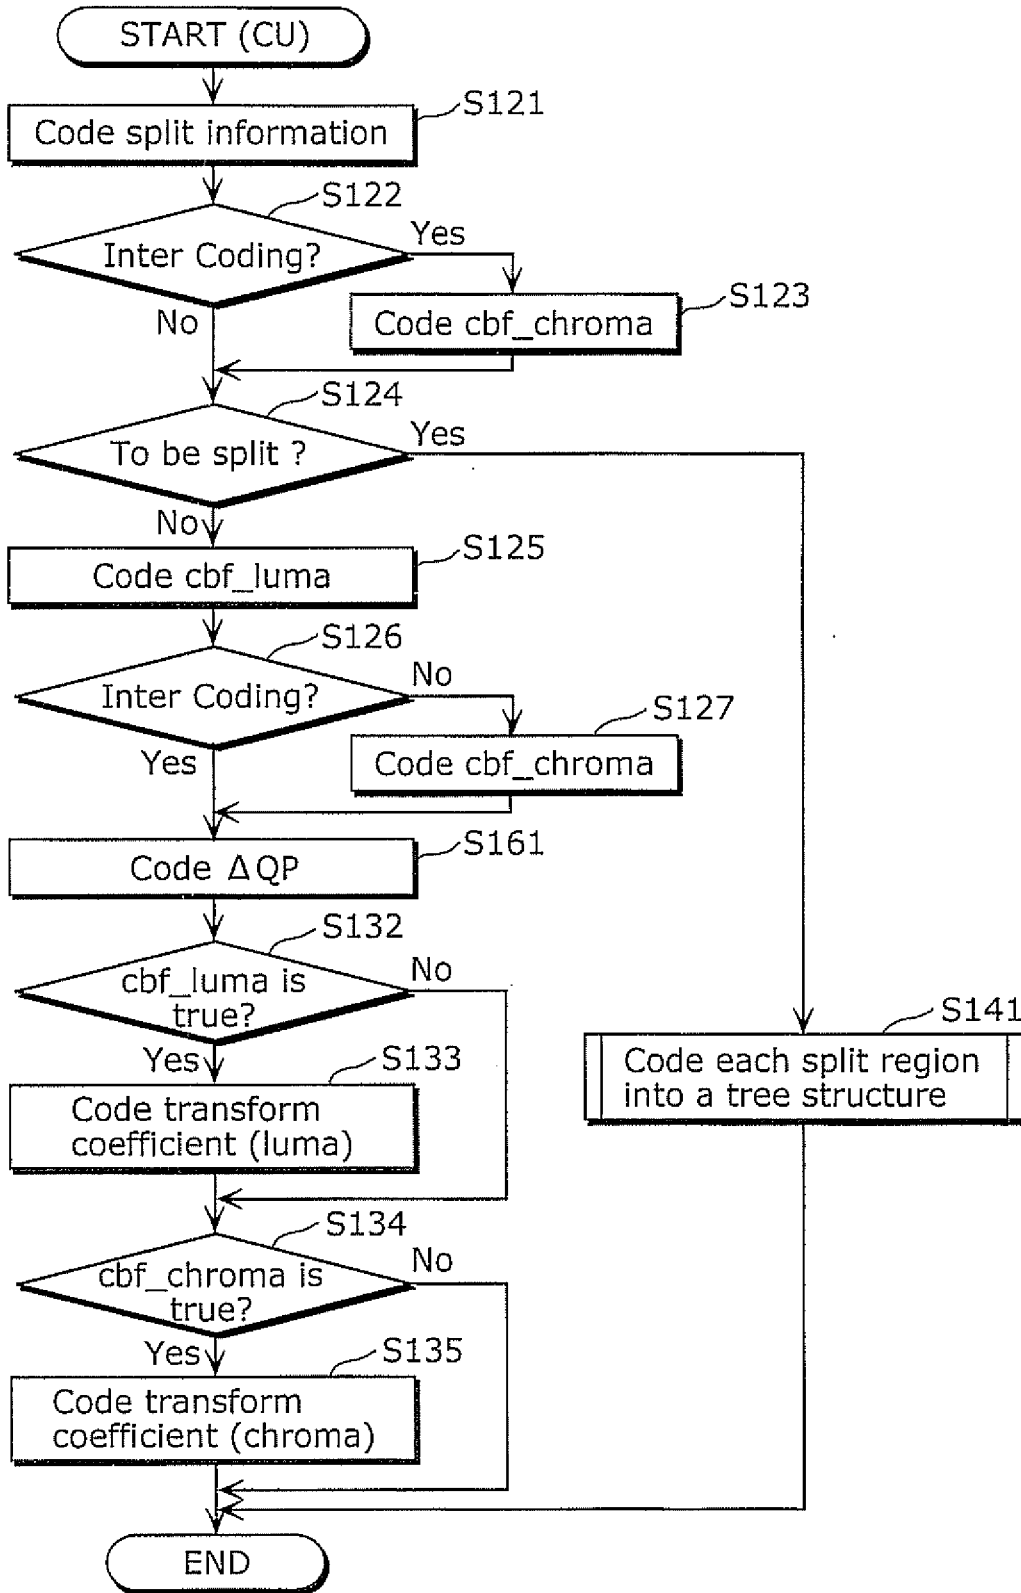 START (CU)
S121
Code split information
S122
Inter Coding?
Yes
No
S123
Code cbf_chroma
S124
To be split ?
Yes
No
S125
Code cbf_luma
S126
Inter Coding?
No
Yes
S127
Code cbf_chroma
S161
Code ΔQP
S132
cbf_luma is
true?
No
Yes
S133
Code transform
coefficient (luma)
S141
Code each split region
into a tree structure
S134
cbf_chroma is
true?
No
Yes
S135
Code transform
coefficient (chroma)
END